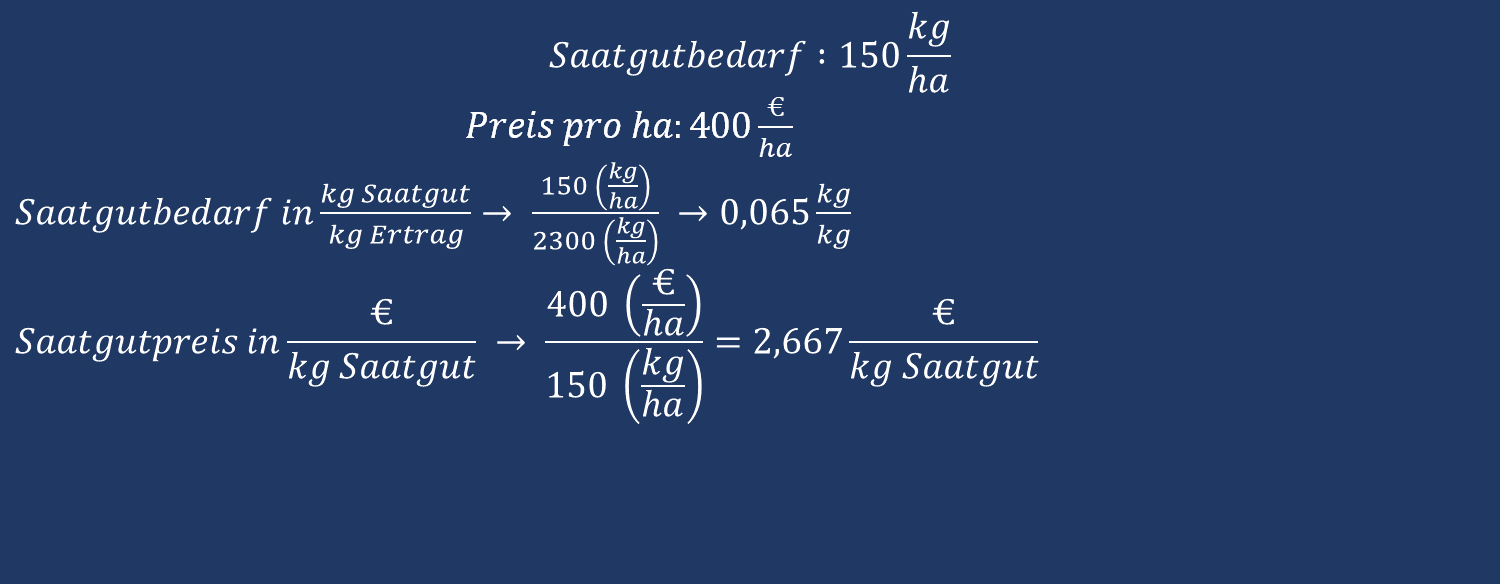 Saatgutbedarf : 150 kg/ha
Preis pro ha: 400 €/ha
Saatgutbedarf in kg Saatgut/kg Ertrag → 150 (kg/ha) / 2300 (kg/ha) → 0,065 kg/kg
Saatgutpreis in €/kg Saatgut → 400 (€/ha) / 150 (kg/ha) = 2,667 €/kg Saatgut